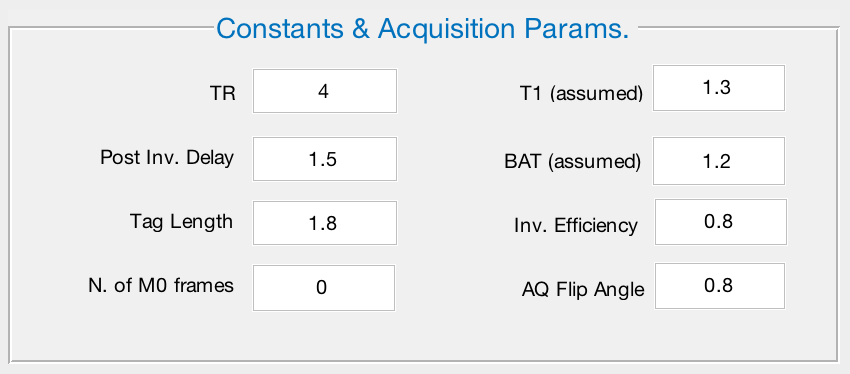 Constants & Acquisition Params.
TR 4 T1 (assumed) 1.3
Post Inv. Delay 1.5 BAT (assumed) 1.2
Tag Length 1.8 Inv. Efficiency 0.8
N. of M0 frames 0 AQ Flip Angle 0.8